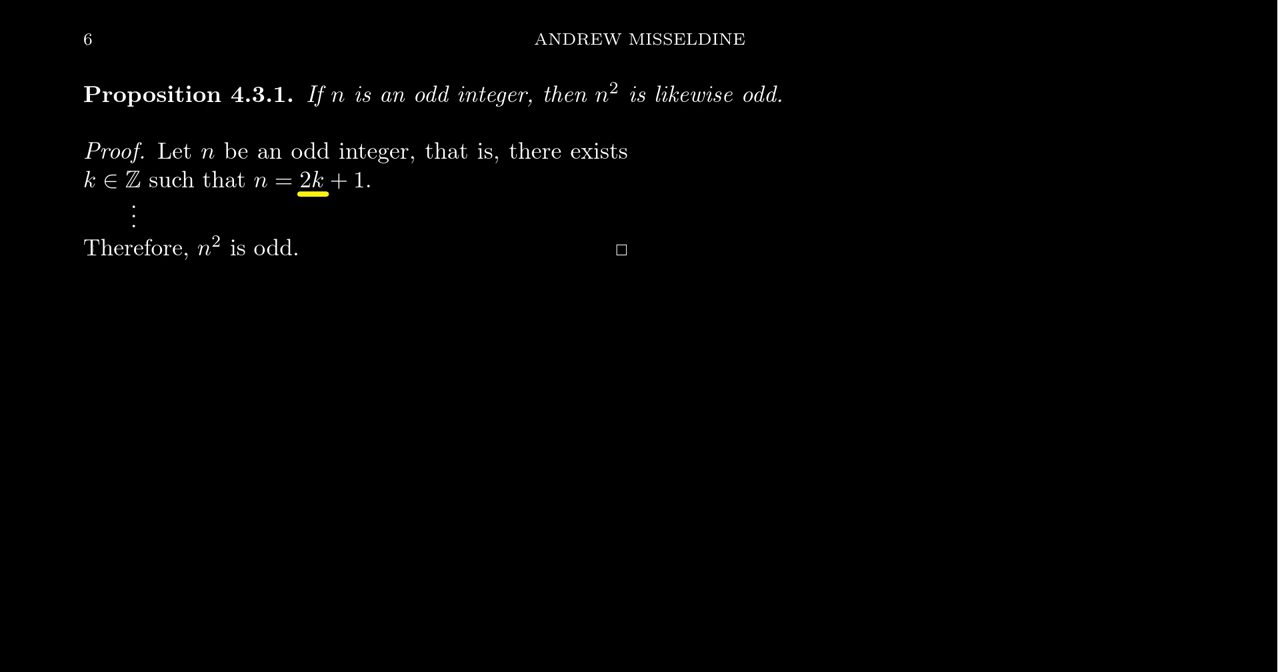 6 ANDREW MISSELDINE
Proposition 4.3.1. If n is an odd integer, then n² is likewise odd.
Proof. Let n be an odd integer, that is, there exists
k ∈ ℤ such that n = 2k + 1.
⋮
Therefore, n² is odd. □